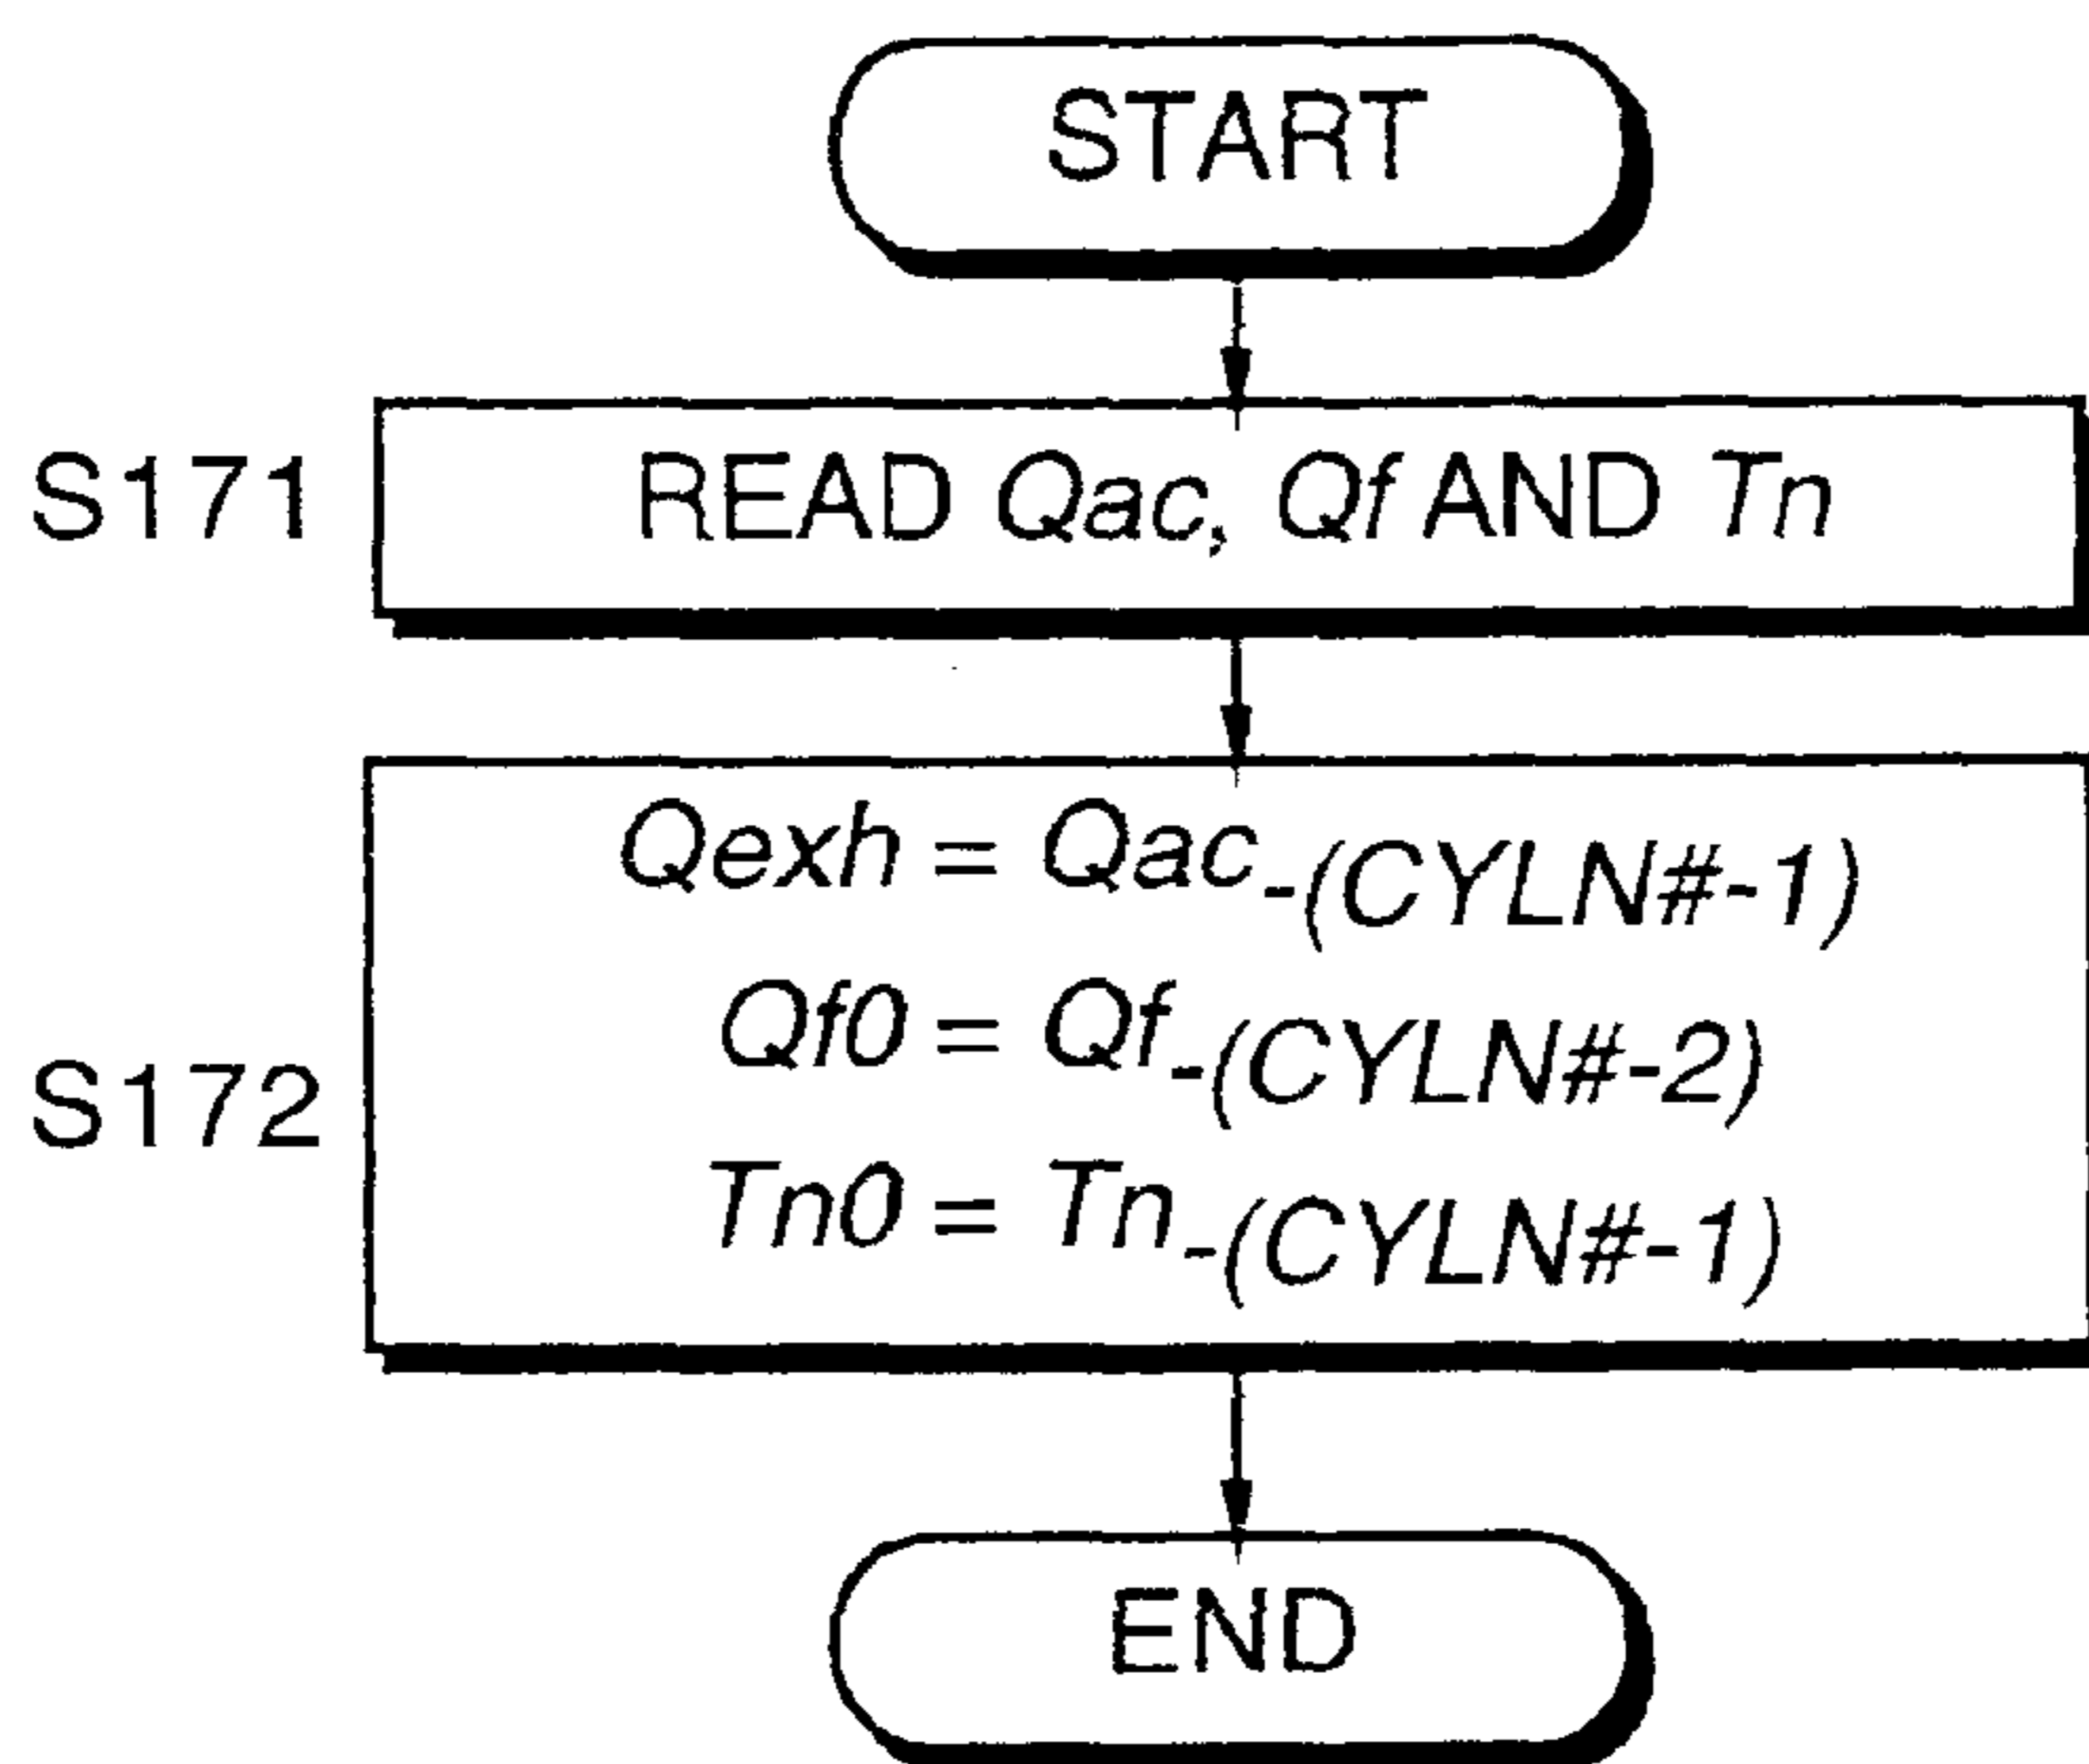 START
S171 READ Qac, Qf AND Tn
Qexh = Qac-(CYLN#-1)
Qf0 = Qf-(CYLN#-2)
S172
Tn0 = Tn-(CYLN#-1)
END